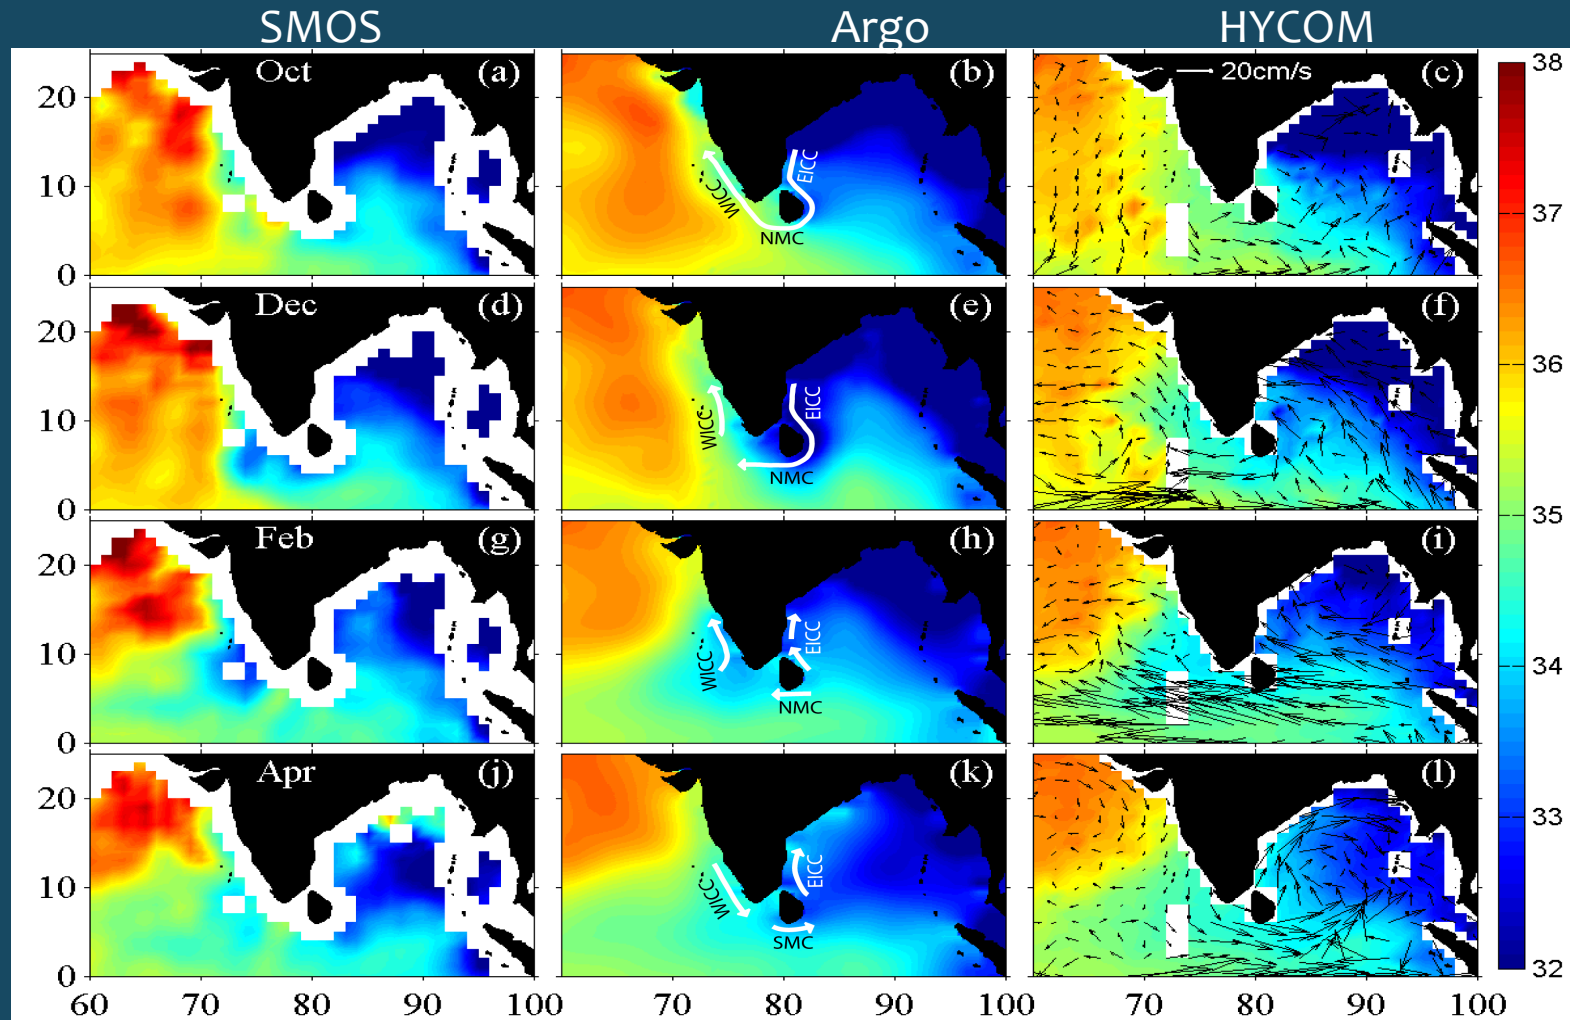 SMOS Argo HYCOM
Oct (a) (b) (c) 20cm/s
20
10
0
EICC
WICC
NMC
Dec (d) (e) (f)
20
10
0
EICC
WICC
NMC
Feb (g) (h) (i)
20
10
0
EICC
WICC
NMC
Apr (j) (k) (l)
20
10
0
EICC
WICC
SMC
60 70 80 90 100 70 80 90 100 70 80 90 100
38
37
36
35
34
33
32